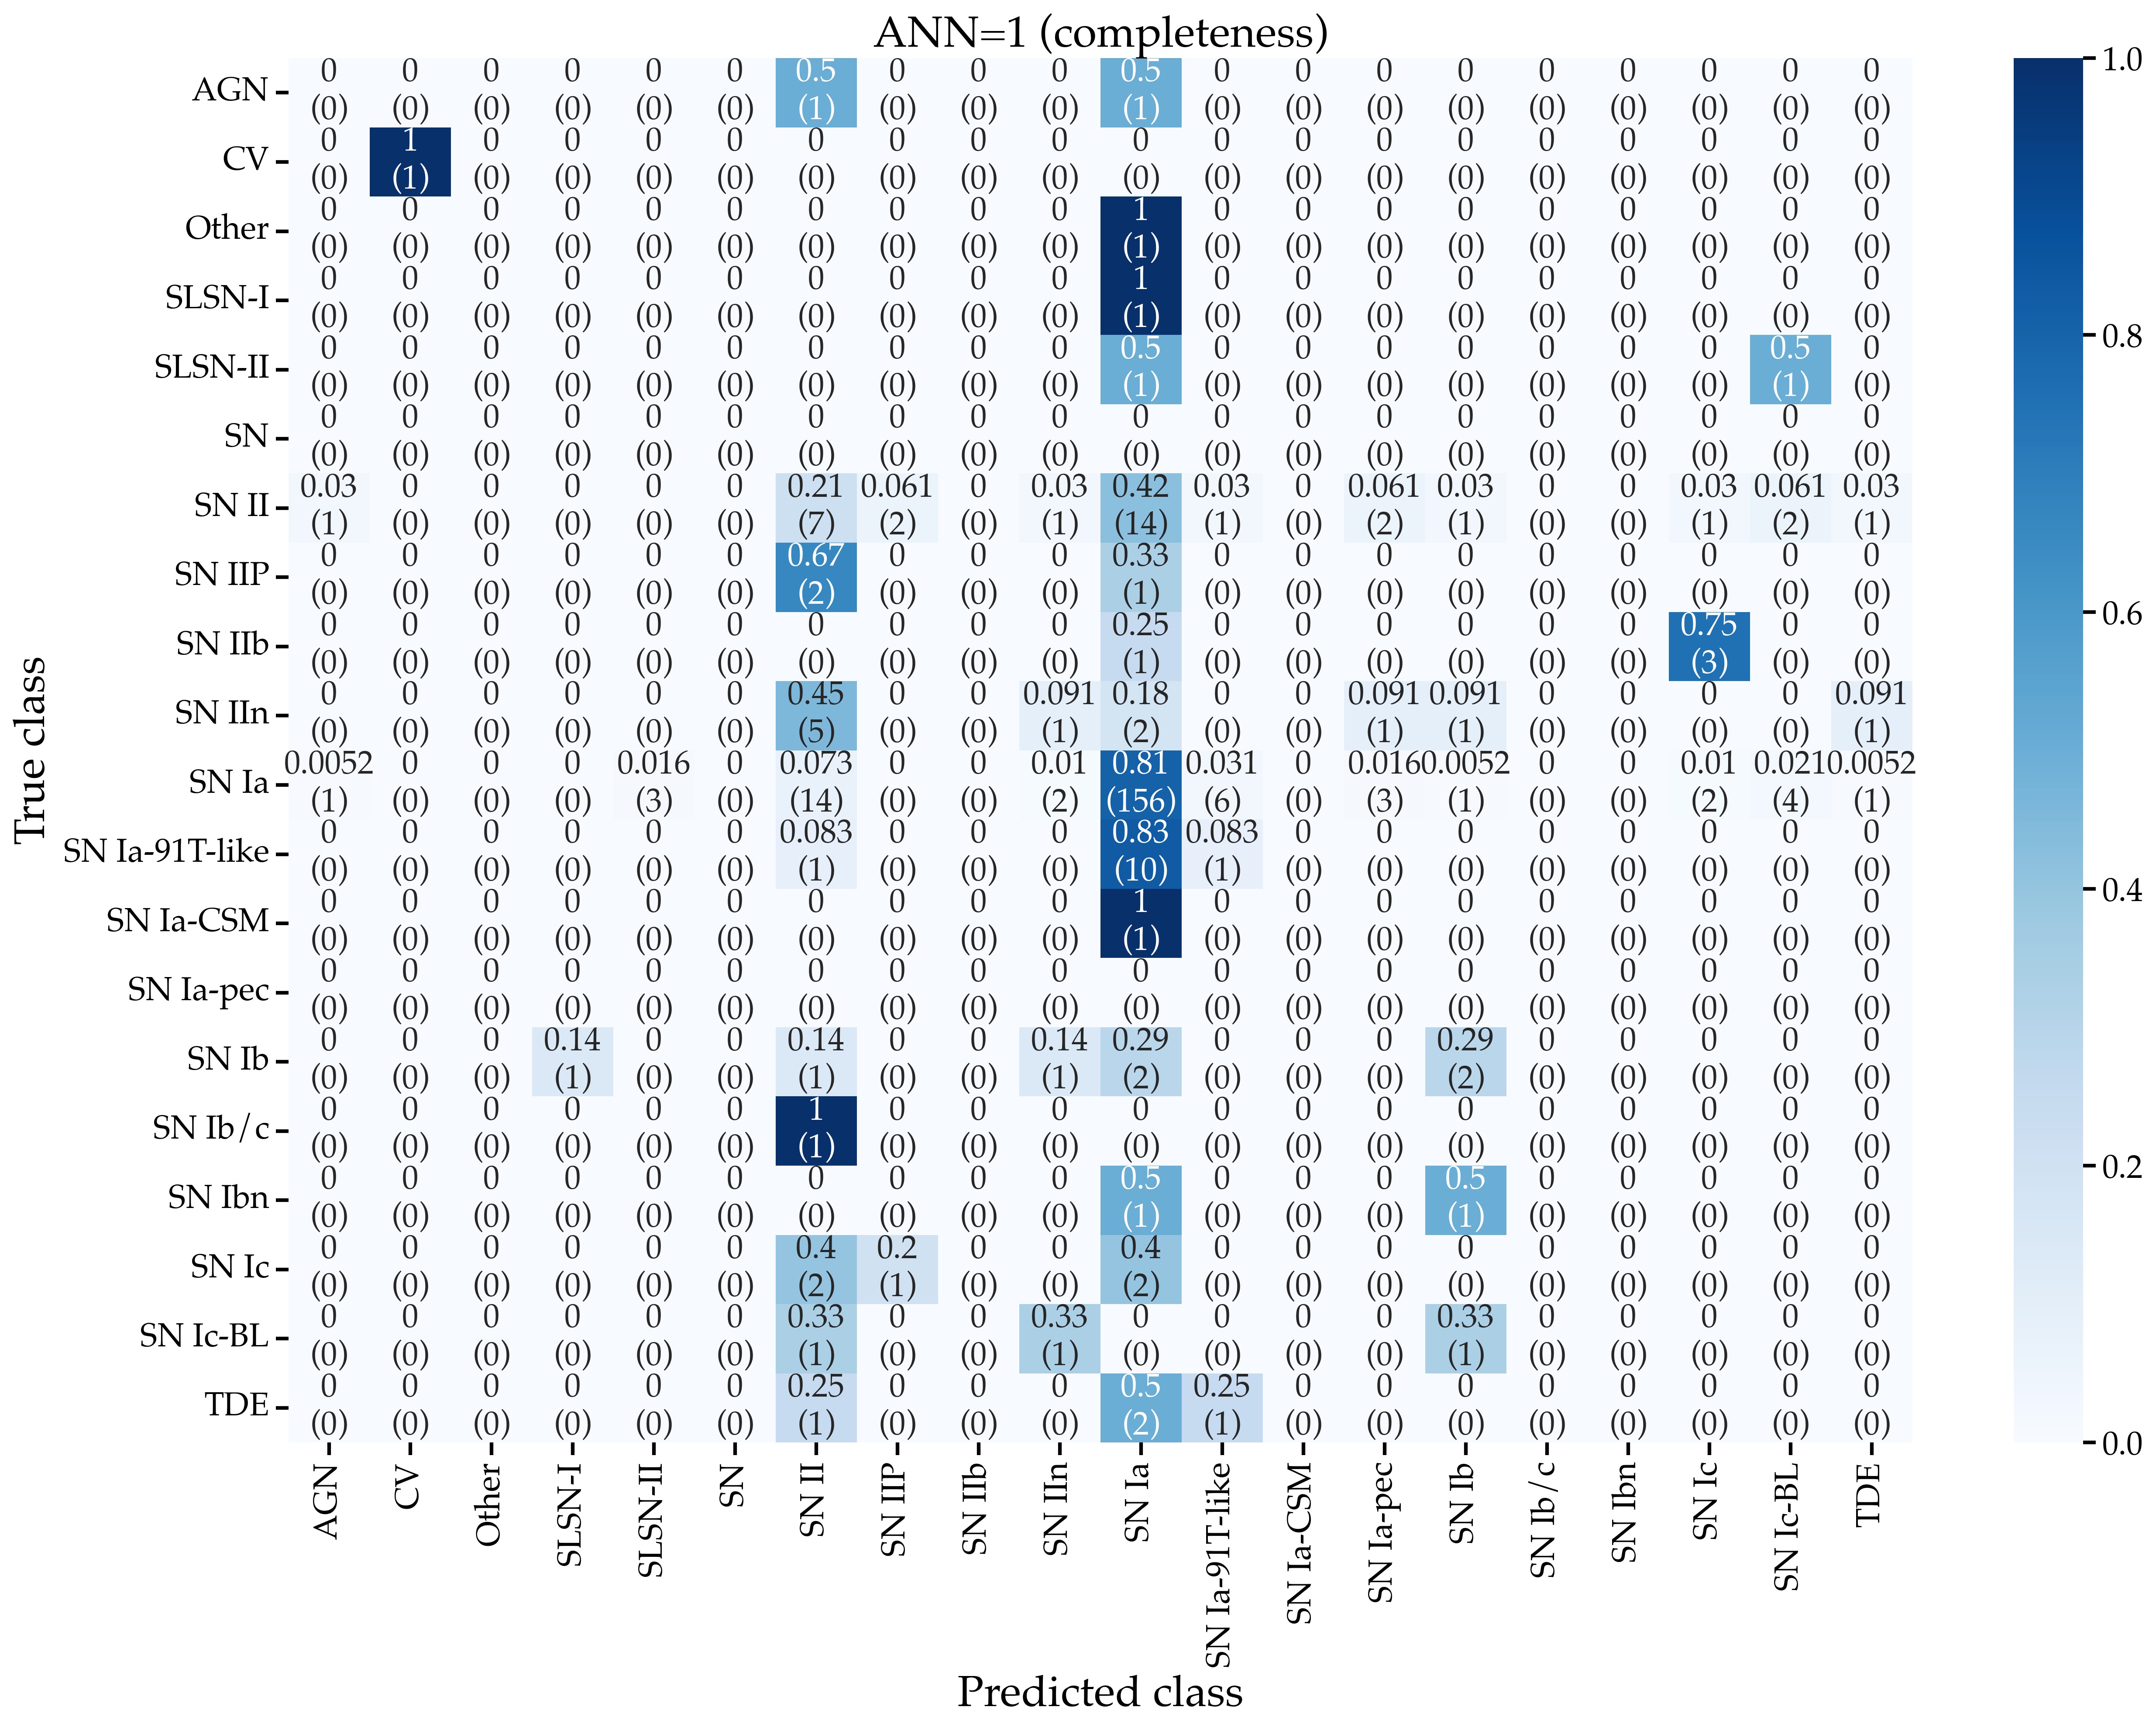 ANN=1 (completeness)
0 0 0 0 0 0 0.5 0 0 0 0.5 0 0 0 0 0 0 0 0 0
AGN
(0) (0) (0) (0) (0) (0) (1) (0) (0) (0) (1) (0) (0) (0) (0) (0) (0) (0) (0) (0)
0 1 0 0 0 0 0 0 0 0 0 0 0 0 0 0 0 0 0 0
CV
(0) (1) (0) (0) (0) (0) (0) (0) (0) (0) (0) (0) (0) (0) (0) (0) (0) (0) (0) (0)
0 0 0 0 0 0 0 0 0 0 1 0 0 0 0 0 0 0 0 0
Other
(0) (0) (0) (0) (0) (0) (0) (0) (0) (0) (1) (0) (0) (0) (0) (0) (0) (0) (0) (0)
0 0 0 0 0 0 0 0 0 0 1 0 0 0 0 0 0 0 0 0
SLSN-I
(0) (0) (0) (0) (0) (0) (0) (0) (0) (0) (1) (0) (0) (0) (0) (0) (0) (0) (0) (0)
0 0 0 0 0 0 0 0 0 0 0.5 0 0 0 0 0 0 0 0.5 0
SLSN-II
(0) (0) (0) (0) (0) (0) (0) (0) (0) (0) (1) (0) (0) (0) (0) (0) (0) (0) (1) (0)
0 0 0 0 0 0 0 0 0 0 0 0 0 0 0 0 0 0 0 0
SN
(0) (0) (0) (0) (0) (0) (0) (0) (0) (0) (0) (0) (0) (0) (0) (0) (0) (0) (0) (0)
0.03 0 0 0 0 0 0.21 0.061 0 0.03 0.42 0.03 0 0.061 0.03 0 0 0.03 0.061 0.03
SN II
(1) (0) (0) (0) (0) (0) (7) (2) (0) (1) (14) (1) (0) (2) (1) (0) (0) (1) (2) (1)
0 0 0 0 0 0 0.67 0 0 0 0.33 0 0 0 0 0 0 0 0 0
SN IIP
(0) (0) (0) (0) (0) (0) (2) (0) (0) (0) (1) (0) (0) (0) (0) (0) (0) (0) (0) (0)
0 0 0 0 0 0 0 0 0 0 0.25 0 0 0 0 0 0 0.75 0 0
SN IIb
(0) (0) (0) (0) (0) (0) (0) (0) (0) (0) (1) (0) (0) (0) (0) (0) (0) (3) (0) (0)
0 0 0 0 0 0 0.45 0 0 0.091 0.18 0 0 0.091 0.091 0 0 0 0 0.091
SN IIn
(0) (0) (0) (0) (0) (0) (5) (0) (0) (1) (2) (0) (0) (1) (1) (0) (0) (0) (0) (1)
0.0052 0 0 0 0.016 0 0.073 0 0 0.01 0.81 0.031 0 0.016 0.0052 0 0 0.01 0.021 0.0052
SN Ia
(1) (0) (0) (0) (3) (0) (14) (0) (0) (2) (156) (6) (0) (3) (1) (0) (0) (2) (4) (1)
0 0 0 0 0 0 0.083 0 0 0 0.83 0.083 0 0 0 0 0 0 0 0
SN Ia-91T-like
(0) (0) (0) (0) (0) (0) (1) (0) (0) (0) (10) (1) (0) (0) (0) (0) (0) (0) (0) (0)
0 0 0 0 0 0 0 0 0 0 1 0 0 0 0 0 0 0 0 0
SN Ia-CSM
(0) (0) (0) (0) (0) (0) (0) (0) (0) (0) (1) (0) (0) (0) (0) (0) (0) (0) (0) (0)
0 0 0 0 0 0 0 0 0 0 0 0 0 0 0 0 0 0 0 0
SN Ia-pec
(0) (0) (0) (0) (0) (0) (0) (0) (0) (0) (0) (0) (0) (0) (0) (0) (0) (0) (0) (0)
0 0 0 0.14 0 0 0.14 0 0 0.14 0.29 0 0 0 0.29 0 0 0 0 0
SN Ib
(0) (0) (0) (1) (0) (0) (1) (0) (0) (1) (2) (0) (0) (0) (2) (0) (0) (0) (0) (0)
0 0 0 0 0 0 1 0 0 0 0 0 0 0 0 0 0 0 0 0
SN Ib/c
(0) (0) (0) (0) (0) (0) (1) (0) (0) (0) (0) (0) (0) (0) (0) (0) (0) (0) (0) (0)
0 0 0 0 0 0 0 0 0 0 0.5 0 0 0 0.5 0 0 0 0 0
SN Ibn
(0) (0) (0) (0) (0) (0) (0) (0) (0) (0) (1) (0) (0) (0) (1) (0) (0) (0) (0) (0)
0 0 0 0 0 0 0.4 0.2 0 0 0.4 0 0 0 0 0 0 0 0 0
SN Ic
(0) (0) (0) (0) (0) (0) (2) (1) (0) (0) (2) (0) (0) (0) (0) (0) (0) (0) (0) (0)
0 0 0 0 0 0 0.33 0 0 0.33 0 0 0 0 0.33 0 0 0 0 0
SN Ic-BL
(0) (0) (0) (0) (0) (0) (1) (0) (0) (1) (0) (0) (0) (0) (1) (0) (0) (0) (0) (0)
0 0 0 0 0 0 0.25 0 0 0 0.5 0.25 0 0 0 0 0 0 0 0
TDE
(0) (0) (0) (0) (0) (0) (1) (0) (0) (0) (2) (1) (0) (0) (0) (0) (0) (0) (0) (0)
True class
AGN
CV
Other
SLSN-I
SLSN-II
SN
SN II
SN IIP
SN IIb
SN IIn
SN Ia
SN Ia-91T-like
SN Ia-CSM
SN Ia-pec
SN Ib
SN Ib/c
SN Ibn
SN Ic
SN Ic-BL
TDE
Predicted class
1.0
0.8
0.6
0.4
0.2
0.0